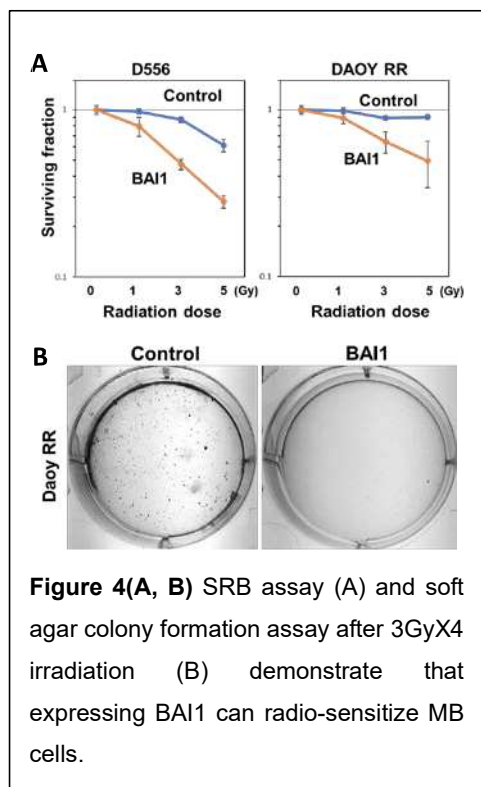 A
D556
DAOY RR
Control
Control
1
1
BAI1
BAI1
Surviving fraction
0.1
0.1
0 1 3 5 (Gy)
0 1 3 5 (Gy)
Radiation dose
Radiation dose
B
Control
BAI1
Daoy RR
Figure 4(A, B) SRB assay (A) and soft
agar colony formation assay after 3GyX4
irradiation (B) demonstrate that
expressing BAI1 can radio-sensitize MB
cells.